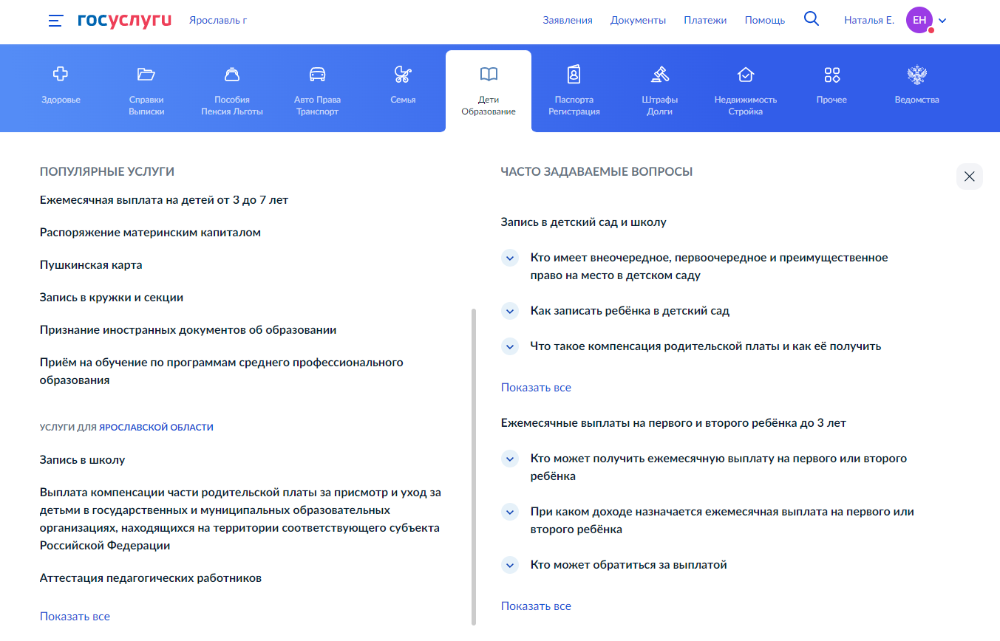 госуслуги
Ярославль г
Заявления
Документы
Платежи
Помощь
Наталья Е.
ЕН
Здоровье
Справки
Выписки
Пособия
Пенсия Льготы
Авто Права
Транспорт
Семья
Дети
Образование
Паспорта
Регистрация
Штрафы
Долги
Недвижимость
Стройка
Прочее
Ведомства
ПОПУЛЯРНЫЕ УСЛУГИ
Ежемесячная выплата на детей от 3 до 7 лет
Распоряжение материнским капиталом
Пушкинская карта
Запись в кружки и секции
Признание иностранных документов об образовании
Приём на обучение по программам среднего профессионального
образования
УСЛУГИ ДЛЯ ЯРОСЛАВСКОЙ ОБЛАСТИ
Запись в школу
Выплата компенсации части родительской платы за присмотр и уход за
детьми в государственных и муниципальных образовательных
организациях, находящихся на территории соответствующего субъекта
Российской Федерации
Аттестация педагогических работников
Показать все
ЧАСТО ЗАДАВАЕМЫЕ ВОПРОСЫ
Запись в детский сад и школу
Кто имеет внеочередное, первоочередное и преимущественное
право на место в детском саду
Как записать ребёнка в детский сад
Что такое компенсация родительской платы и как её получить
Показать все
Ежемесячные выплаты на первого и второго ребёнка до 3 лет
Кто может получить ежемесячную выплату на первого или второго
ребёнка
При каком доходе назначается ежемесячная выплата на первого или
второго ребёнка
Кто может обратиться за выплатой
Показать все